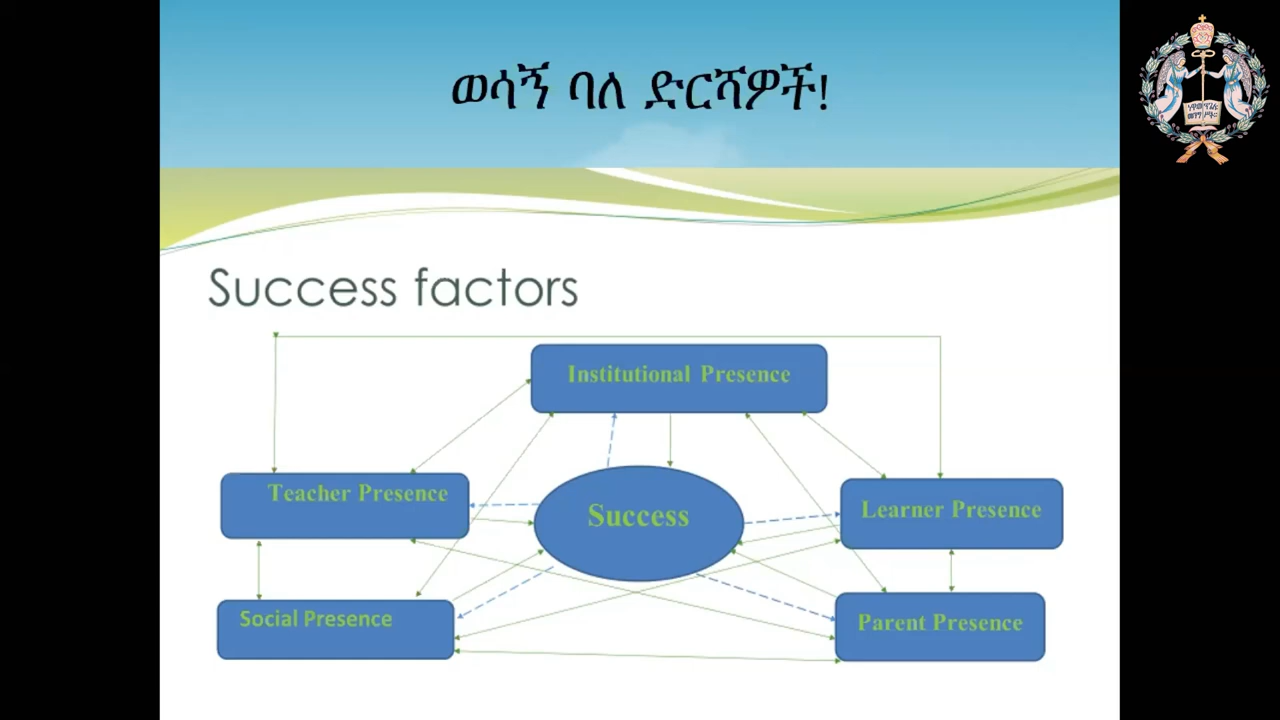 ወሳኝ ባለ ድርሻዎች!
Success factors
Institutional Presence
Teacher Presence
Success
Learner Presence
Social Presence
Parent Presence